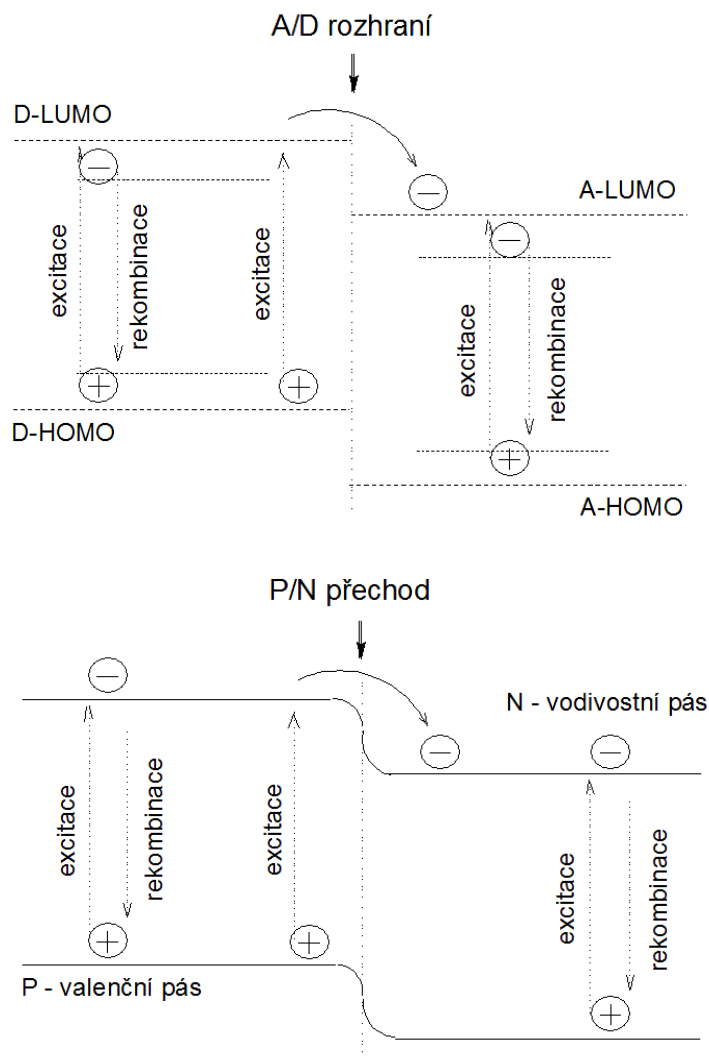 A/D rozhraní
D-LUMO
A-LUMO
excitace
rekombinace
excitace
excitace
rekombinace
D-HOMO
A-HOMO
P/N přechod
N - vodivostní pás
excitace
rekombinace
excitace
excitace
rekombinace
P - valenční pás